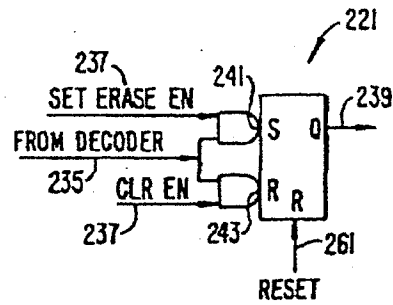 221
237
241
SET ERASE EN
239
S Q
FROM DECODER
235
CLR EN
R
R
237
243
261
RESET